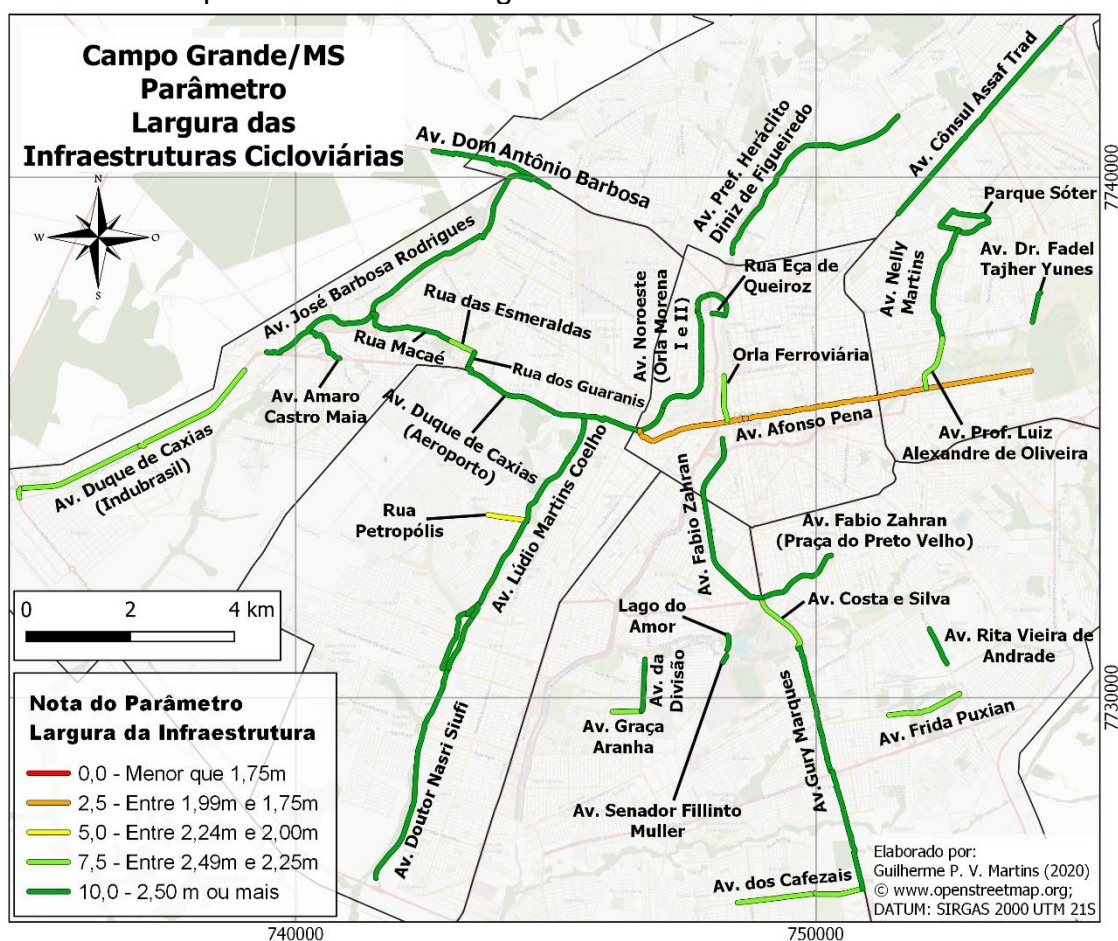 Campo Grande/MS
Parâmetro
Largura das
Infraestruturas Cicloviárias
N
W
O
S
Av. Dom Antônio Barbosa
Av. Pref. Heráclito
Diniz de Figueiredo
Av. Cônsul Assaf Trad
7740000
Parque Sóter
Av. Dr. Fadel
Tajher Yunes
Av. Nelly
Martins
Av. José Barbosa Rodrigues
Rua das Esmeraldas
Rua Macaé
Rua dos Guaranis
Av. Noroeste
(Orla Morena
I e II)
Rua Eça de
Queiroz
Orla Ferroviária
Av. Amaro
Castro Maia
Av. Duque de Caxias
(Aeroporto)
Av. Afonso Pena
Av. Prof. Luiz
Alexandre de Oliveira
Av. Duque de Caxias
(Indubrasil)
Rua
Petropólis
Av. Lúdio Martins Coelho
Av. Fabio Zahran
Av. Fabio Zahran
(Praça do Preto Velho)
Av. Costa e Silva
Lago do
Amor
Av. da
Divisão
Av. Rita Vieira de
Andrade
Av. Graça
Aranha
Av. Frida Puxian
7730000
Av. Senador Fillinto
Muller
Av.Gury Marques
Av. Doutor Nasri Siufi
Av. dos Cafezais
0 2 4 km
Nota do Parâmetro
Largura da Infraestrutura
0,0 - Menor que 1,75m
2,5 - Entre 1,99m e 1,75m
5,0 - Entre 2,24m e 2,00m
7,5 - Entre 2,49m e 2,25m
10,0 - 2,50 m ou mais
Elaborado por:
Guilherme P. V. Martins (2020)
© www.openstreetmap.org;
DATUM: SIRGAS 2000 UTM 21S
740000
750000